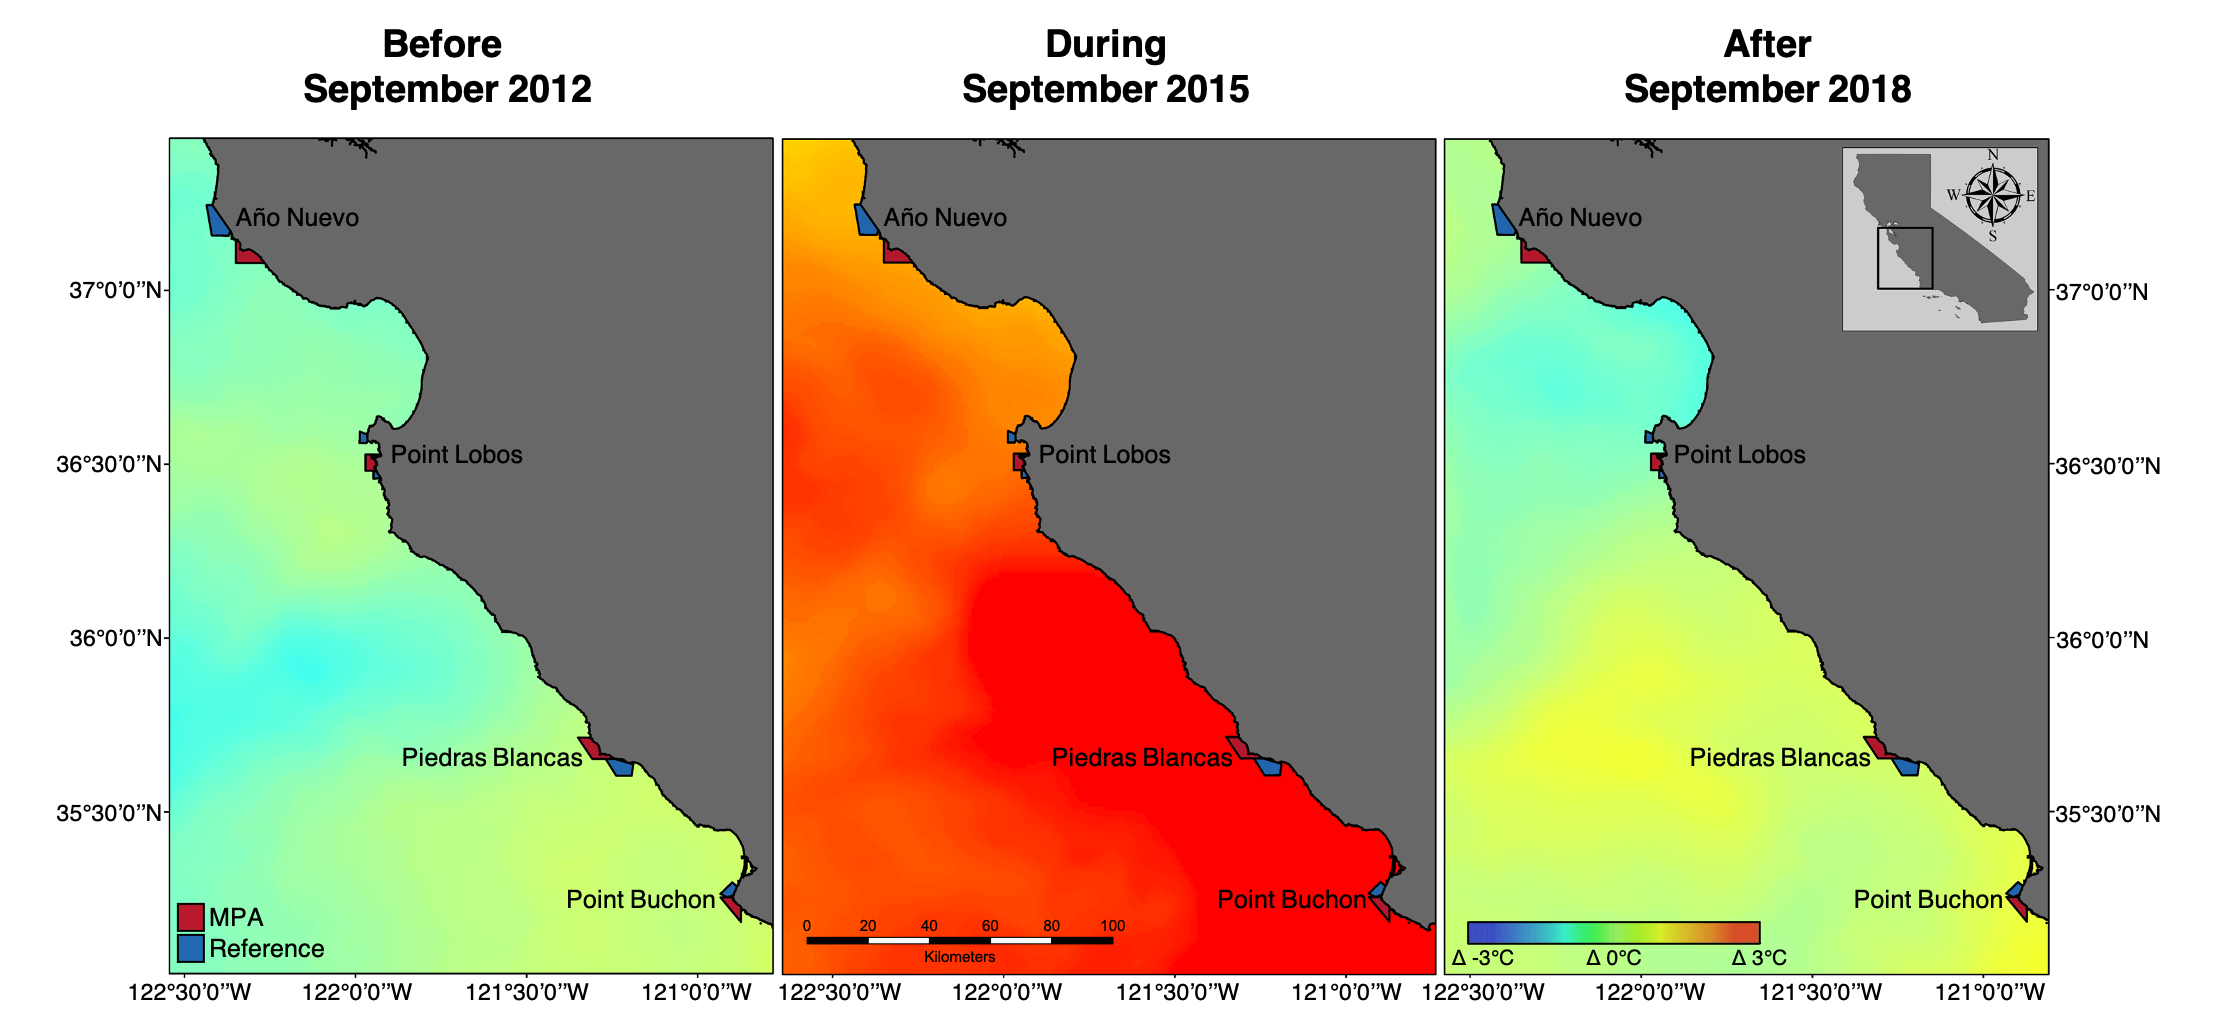 Before
September 2012
During
September 2015
After
September 2018
Año Nuevo
Point Lobos
Piedras Blancas
Point Buchon
MPA
Reference
37°0'0”N
36°30'0”N
36°0'0”N
35°30'0”N
122°30'0”W
122°0'0”W
121°30'0”W
121°0'0”W
Año Nuevo
Point Lobos
Piedras Blancas
Point Buchon
0 20 40 60 80 100
Kilometers
122°30'0”W
122°0'0”W
121°30'0”W
121°0'0”W
N
W E
S
Año Nuevo
Point Lobos
Piedras Blancas
Point Buchon
Δ -3°C
Δ 0°C
Δ 3°C
37°0'0”N
36°30'0”N
36°0'0”N
35°30'0”N
122°30'0”W
122°0'0”W
121°30'0”W
121°0'0”W